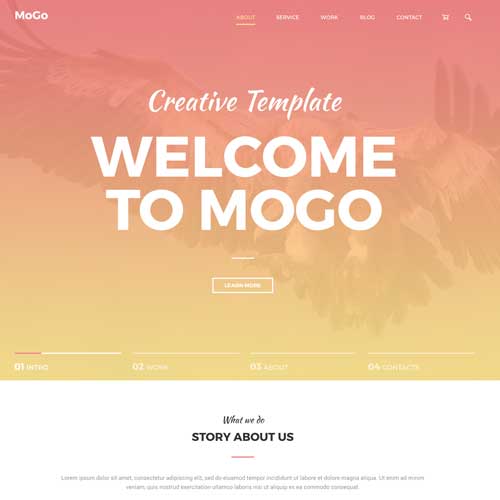 MoGo ABOUT SERVICE WORK BLOG CONTACT
Creative Template
WELCOME
TO MOGO
LEARN MORE
01 INTRO 02 WORK 03 ABOUT 04 CONTACTS
What we do
STORY ABOUT US
Lorem ipsum dolor sit amet, consectetur adipiscing elit, sed do eiusmod tempor incididunt ut labore et dolore magna aliqua. Ut enim ad minim
veniam, quis nostrud exercitation ullamco laboris nisi ut aliquip ex ea commodo consequat.